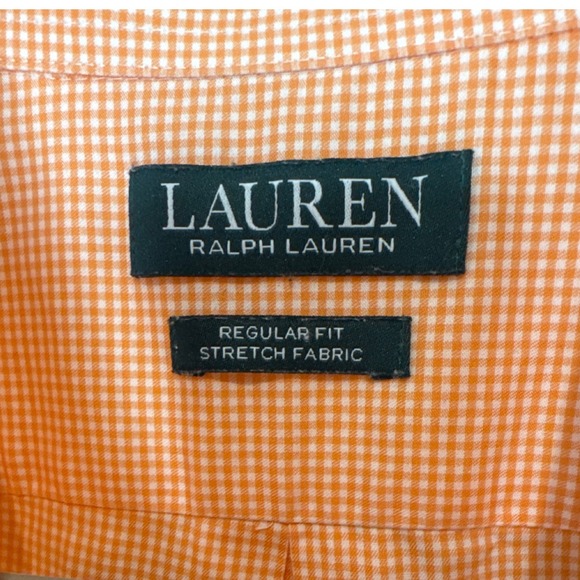 LAUREN
RALPH LAUREN
REGULAR FIT
STRETCH FABRIC